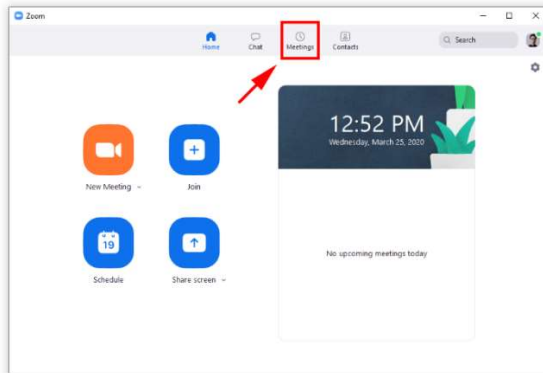 Zoom
Home
Chat
Meetings
Contacts
Search
12:52 PM
Wednesday, March 25, 2020
New Meeting
Join
19
Schedule
Share screen
No upcoming meetings today